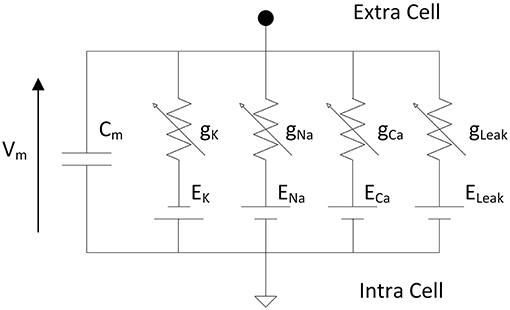 Extra Cell
Vm
Cm
gK
gNa
gCa
gLeak
EK
ENa
ECa
ELeak
Intra Cell